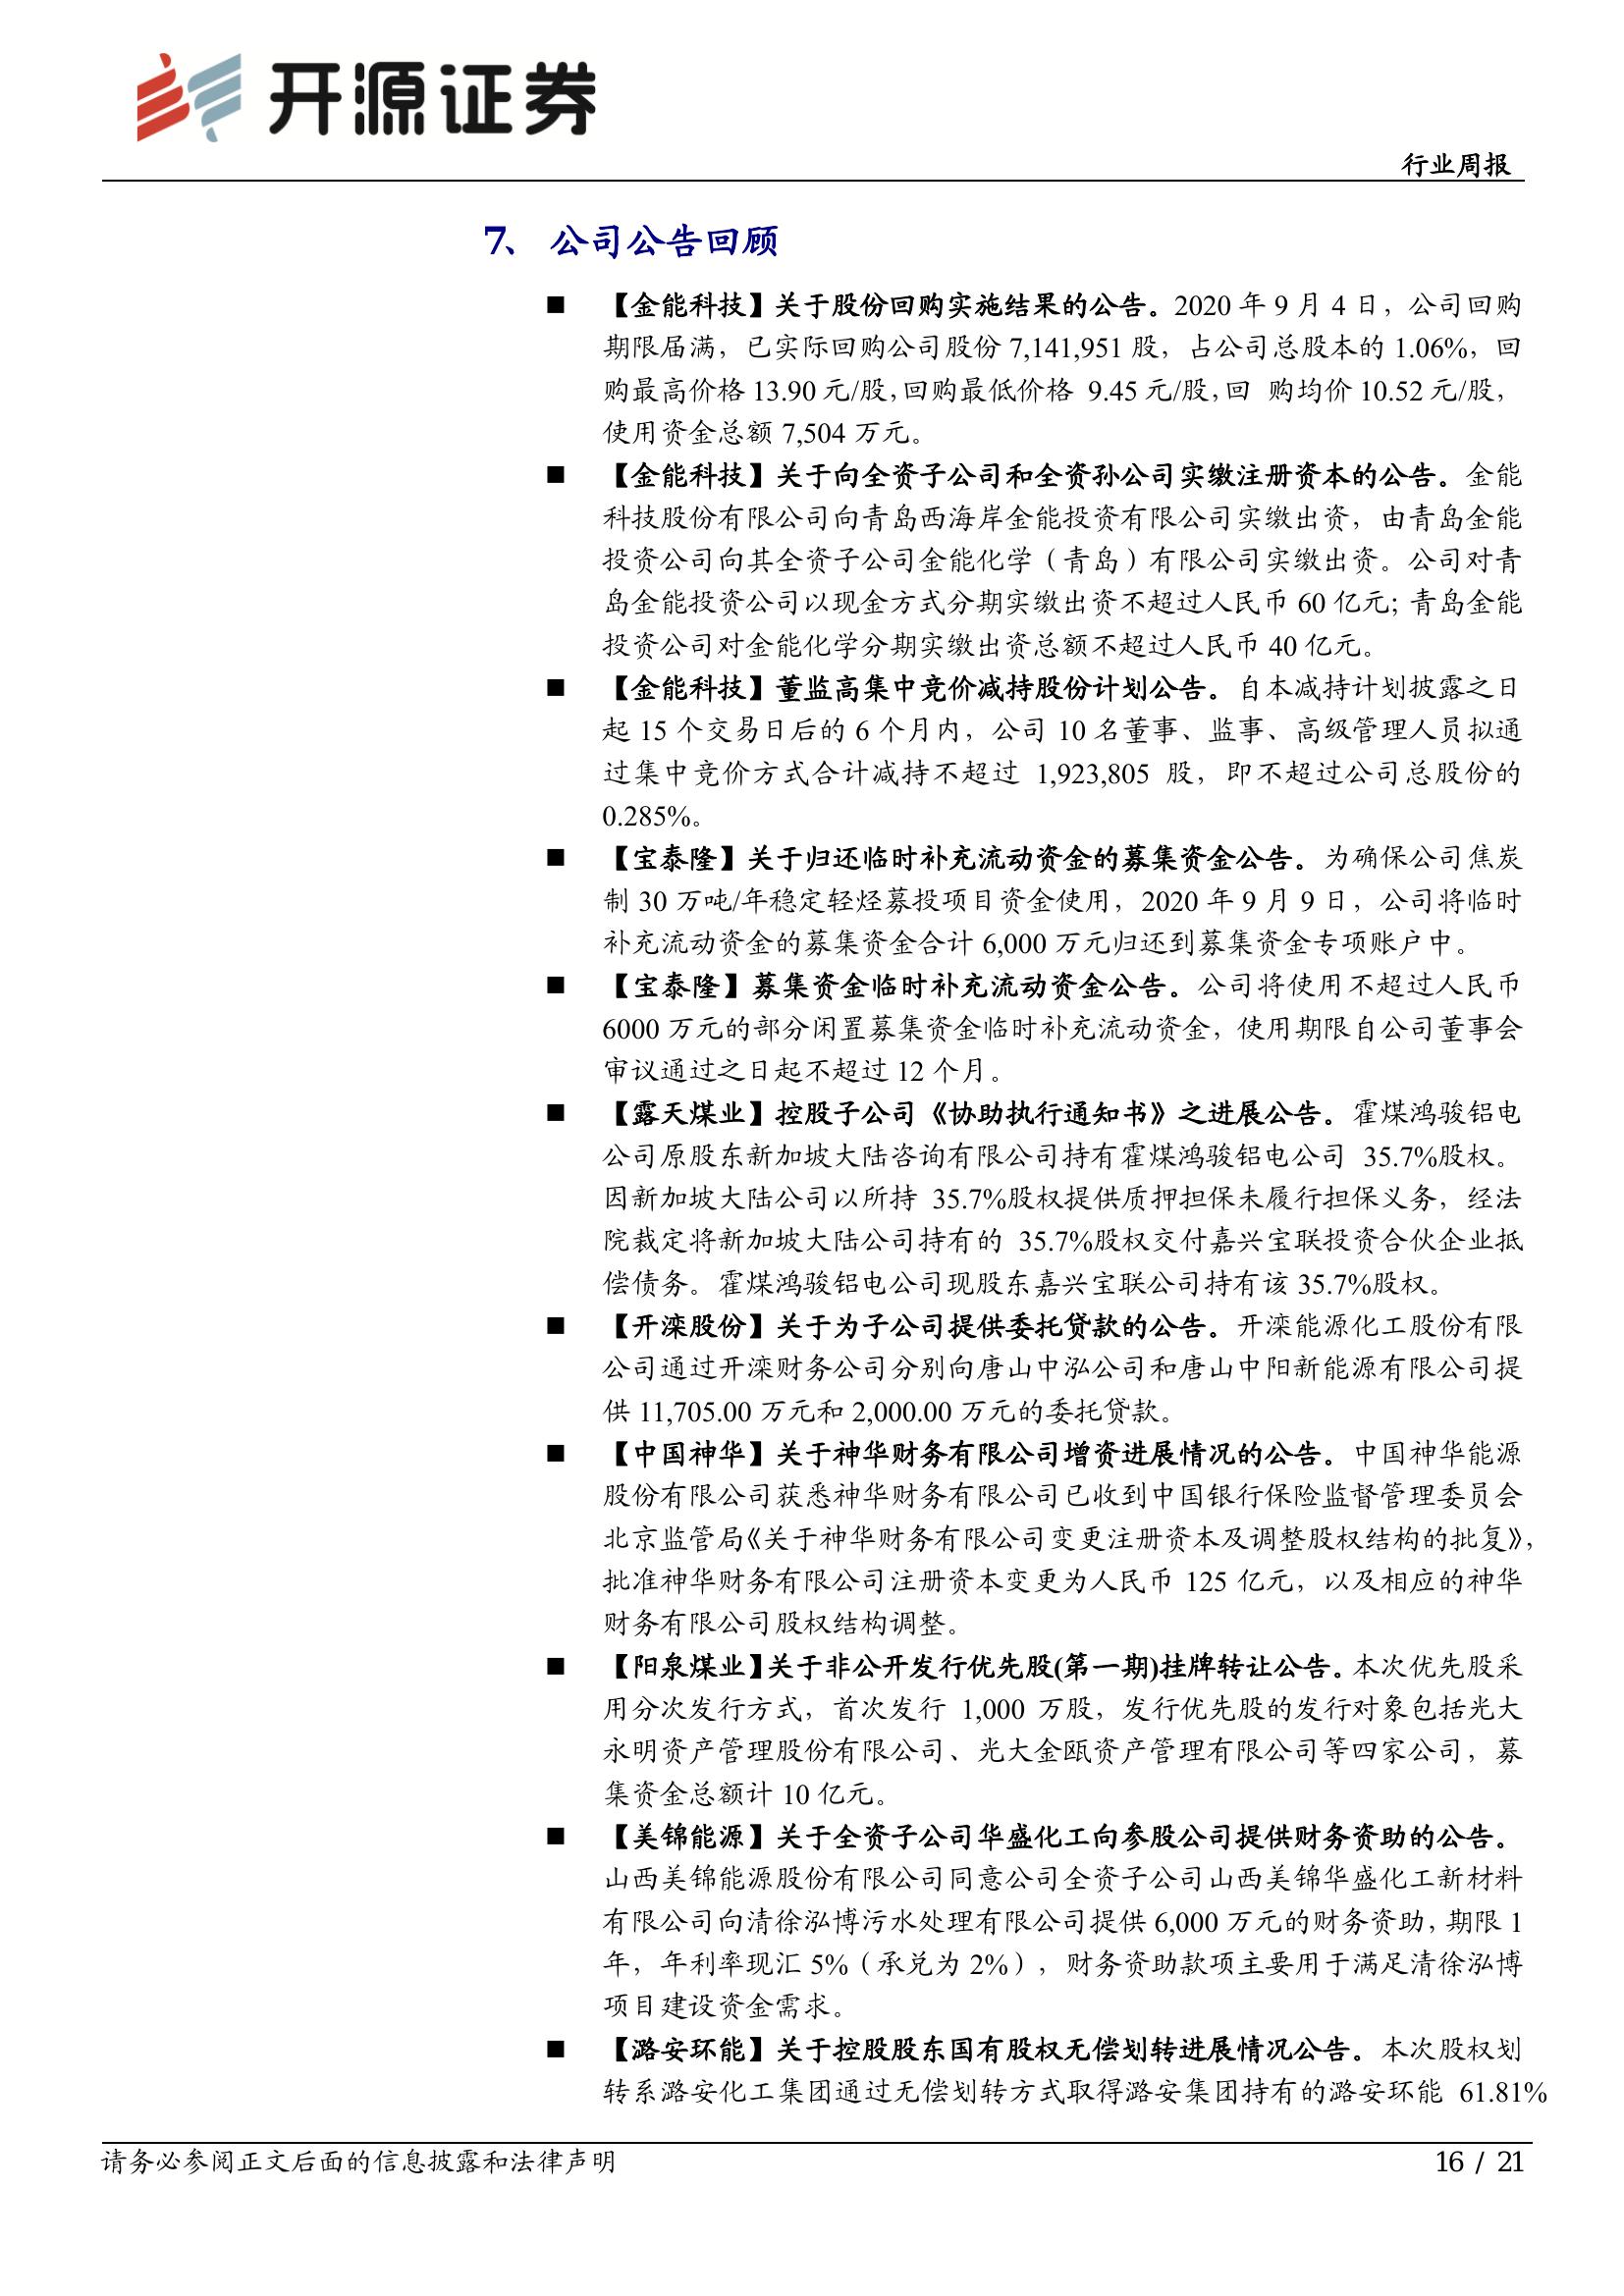 开源证券
行业周报
7、 公司公告回顾
■ 【金能科技】关于股份回购实施结果的公告。2020 年 9 月 4 日，公司回购
期限届满，已实际回购公司股份 7,141,951 股，占公司总股本的 1.06%，回
购最高价格 13.90 元/股，回购最低价格 9.45 元/股，回 购均价 10.52 元/股，
使用资金总额 7,504 万元。
■ 【金能科技】关于向全资子公司和全资孙公司实缴注册资本的公告。金能
科技股份有限公司向青岛西海岸金能投资有限公司实缴出资，由青岛金能
投资公司向其全资子公司金能化学（青岛）有限公司实缴出资。公司对青
岛金能投资公司以现金方式分期实缴出资不超过人民币 60 亿元；青岛金能
投资公司对金能化学分期实缴出资总额不超过人民币 40 亿元。
■ 【金能科技】董监高集中竞价减持股份计划公告。自本减持计划披露之日
起 15 个交易日后的 6 个月内，公司 10 名董事、监事、高级管理人员拟通
过集中竞价方式合计减持不超过 1,923,805 股，即不超过公司总股份的
0.285%。
■ 【宝泰隆】关于归还临时补充流动资金的募集资金公告。为确保公司焦炭
制 30 万吨/年稳定轻烃募投项目资金使用，2020 年 9 月 9 日，公司将临时
补充流动资金的募集资金合计 6,000 万元归还到募集资金专项账户中。
■ 【宝泰隆】募集资金临时补充流动资金公告。公司将使用不超过人民币
6000 万元的部分闲置募集资金临时补充流动资金，使用期限自公司董事会
审议通过之日起不超过 12 个月。
■ 【露天煤业】控股子公司《协助执行通知书》之进展公告。霍煤鸿骏铝电
公司原股东新加坡大陆咨询有限公司持有霍煤鸿骏铝电公司 35.7%股权。
因新加坡大陆公司以所持 35.7%股权提供质押担保未履行担保义务，经法
院裁定将新加坡大陆公司持有的 35.7%股权交付嘉兴宝联投资合伙企业抵
偿债务。霍煤鸿骏铝电公司现股东嘉兴宝联公司持有该 35.7%股权。
■ 【开滦股份】关于为子公司提供委托贷款的公告。开滦能源化工股份有限
公司通过开滦财务公司分别向唐山中泓公司和唐山中阳新能源有限公司提
供 11,705.00 万元和 2,000.00 万元的委托贷款。
■ 【中国神华】关于神华财务有限公司增资进展情况的公告。中国神华能源
股份有限公司获悉神华财务有限公司已收到中国银行保险监督管理委员会
北京监管局《关于神华财务有限公司变更注册资本及调整股权结构的批复》，
批准神华财务有限公司注册资本变更为人民币 125 亿元，以及相应的神华
财务有限公司股权结构调整。
■ 【阳泉煤业】关于非公开发行优先股(第一期)挂牌转让公告。本次优先股采
用分次发行方式，首次发行 1,000 万股，发行优先股的发行对象包括光大
永明资产管理股份有限公司、光大金瓯资产管理有限公司等四家公司，募
集资金总额计 10 亿元。
■ 【美锦能源】关于全资子公司华盛化工向参股公司提供财务资助的公告。
山西美锦能源股份有限公司同意公司全资子公司山西美锦华盛化工新材料
有限公司向清徐泓博污水处理有限公司提供 6,000 万元的财务资助，期限 1
年，年利率现汇 5%（承兑为 2%），财务资助款项主要用于满足清徐泓博
项目建设资金需求。
■ 【潞安环能】关于控股股东国有股权无偿划转进展情况公告。本次股权划
转系潞安化工集团通过无偿划转方式取得潞安集团持有的潞安环能 61.81%
请务必参阅正文后面的信息披露和法律声明
16 / 21